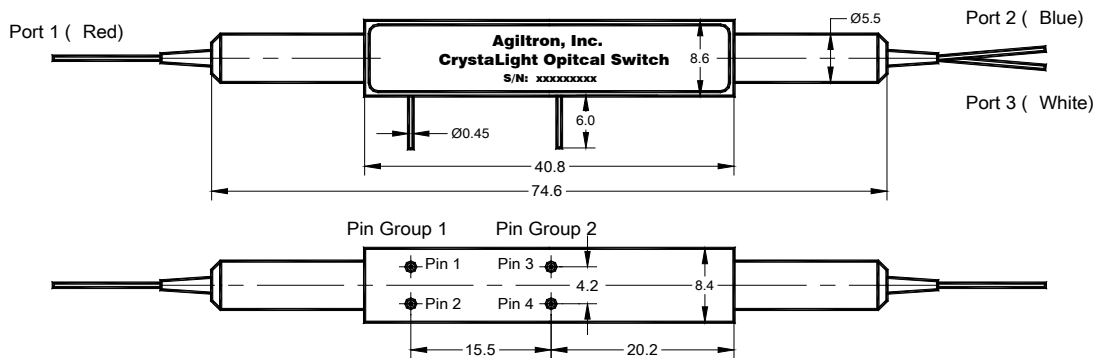 Port 1 ( Red)
Agiltron, Inc.
CrystaLight Opitcal Switch
S/N: xxxxxxxxx
8.6
Ø5.5
Port 2 ( Blue)
Port 3 ( White)
Ø0.45
6.0
40.8
74.6
Pin Group 1
Pin Group 2
Pin 1
Pin 3
4.2
8.4
Pin 2
Pin 4
15.5
20.2